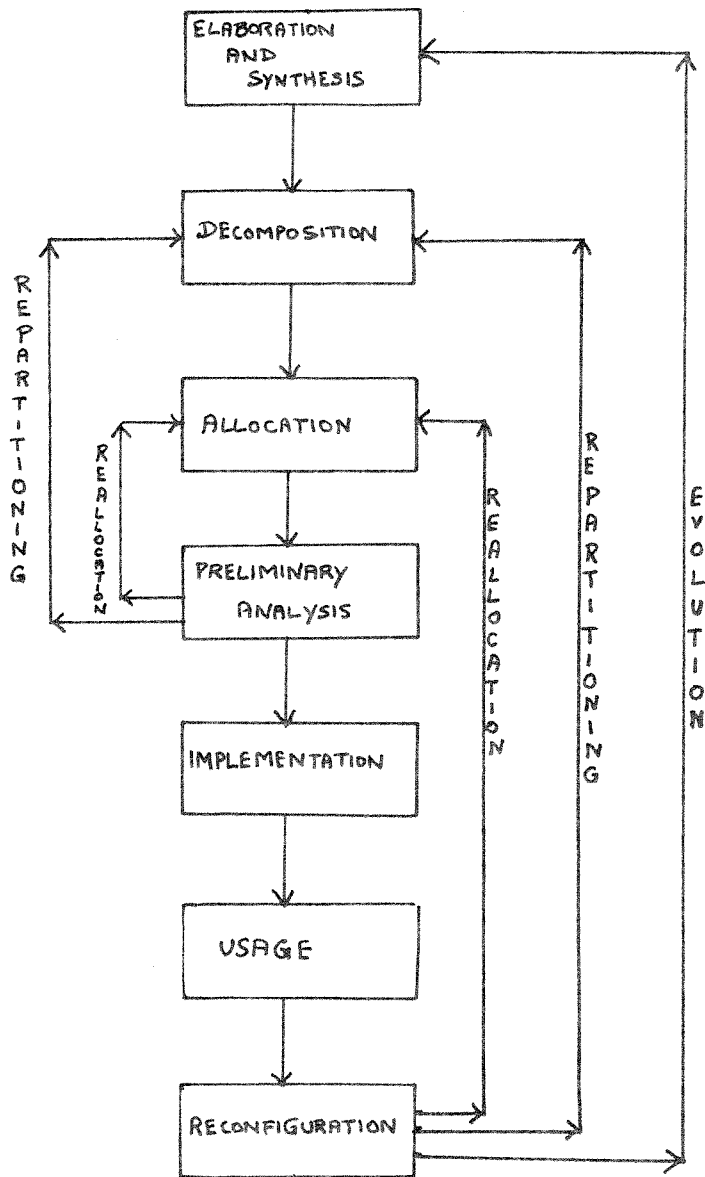 ELABORATION
AND
SYNTHESIS
DECOMPOSITION
REPARTITIONING
ALLOCATION
REALLOCATION
PRELIMINARY
ANALYSIS
REALLOCATION
REPARTITIONING
EVOLUTION
IMPLEMENTATION
USAGE
RECONFIGURATION